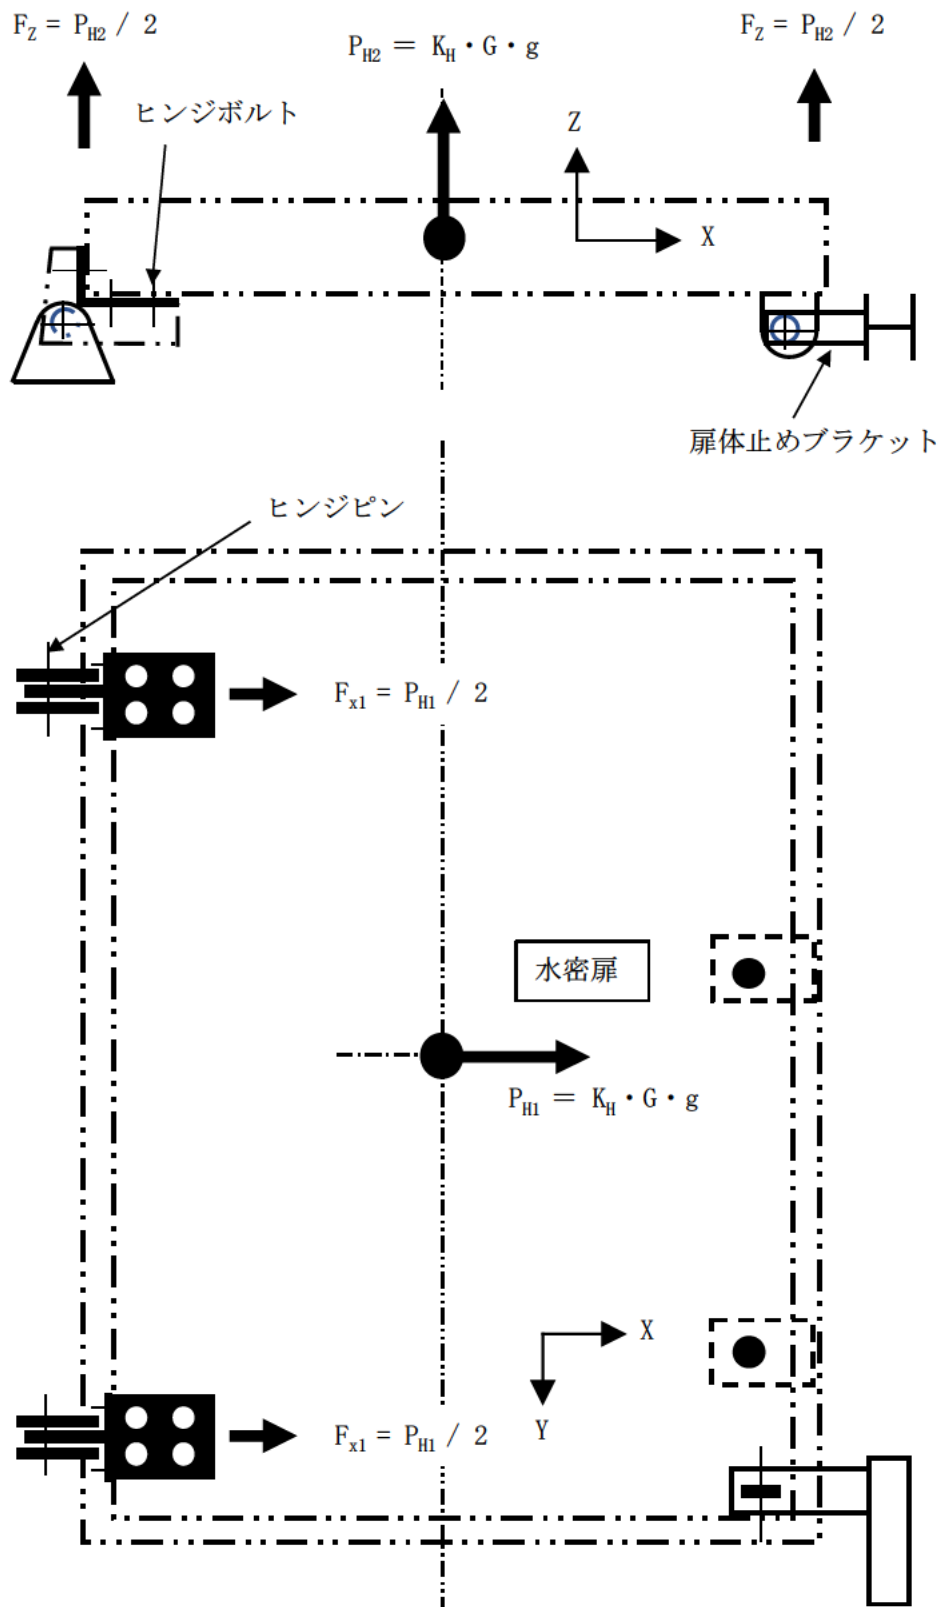 F_Z = P_H2 / 2
P_H2 = K_H・G・g
F_Z = P_H2 / 2
ヒンジボルト
Z
X
扉体止めブラケット
ヒンジピン
F_x1 = P_H1 / 2
水密扉
P_H1 = K_H・G・g
X
Y
F_x1 = P_H1 / 2